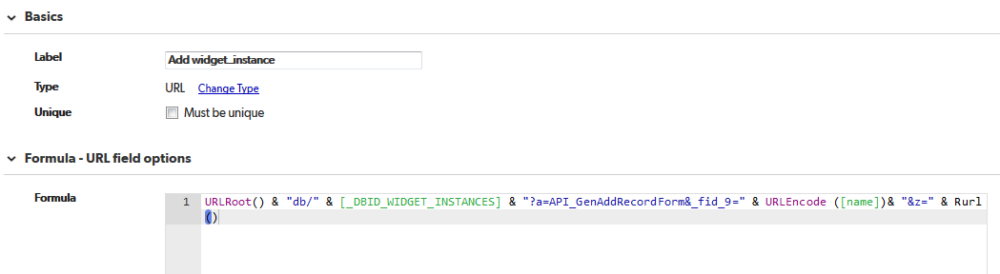 Basics
Label Add widget_instance
Type URL Change Type
Unique Must be unique
Formula - URL field options
Formula 1 URLRoot() & "db/" & [_DBID_WIDGET_INSTANCES] & "?a=API_GenAddRecordForm&_fid_9=" & URLEncode ([name])& "&z=" & Rurl
()